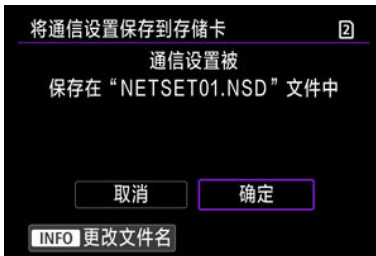 将通信设置保存到存储卡 2
通信设置被
保存在“NETSET01.NSD”文件中
取消 确定
INFO 更改文件名